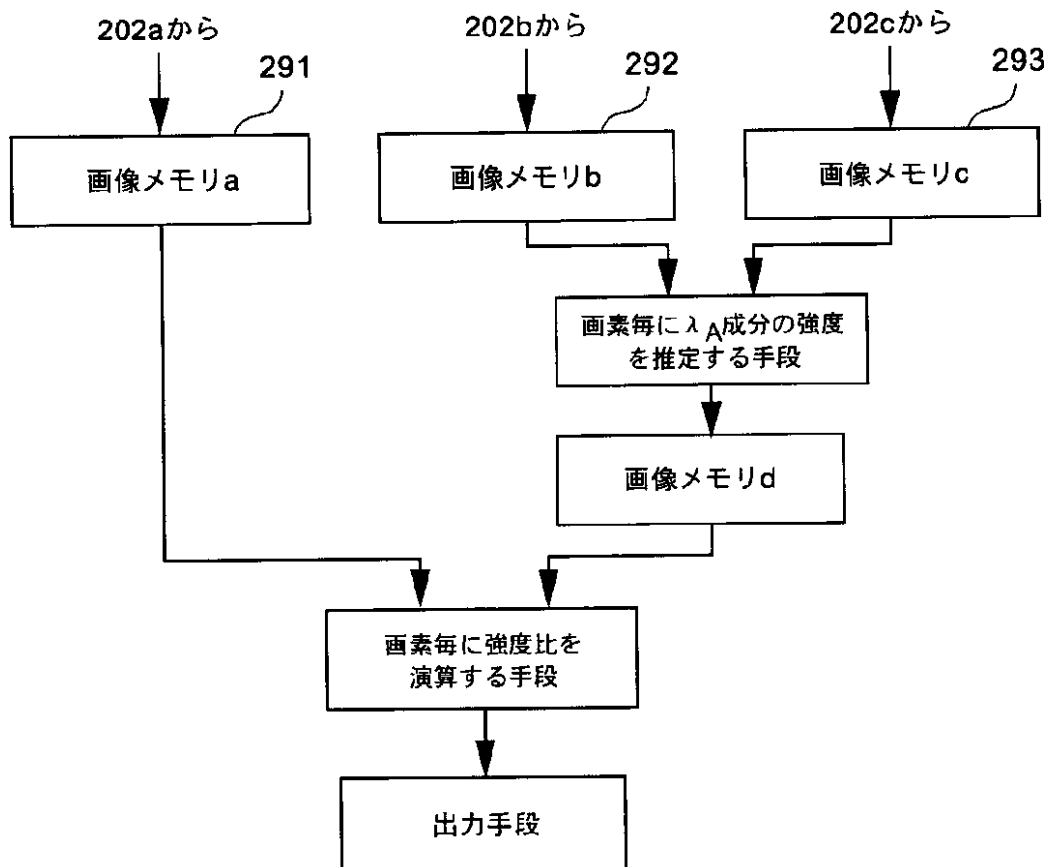 202aから
202bから
202cから
291
292
293
画像メモリa
画像メモリb
画像メモリc
画素毎にλA成分の強度
を推定する手段
画像メモリd
画素毎に強度比を
演算する手段
出力手段